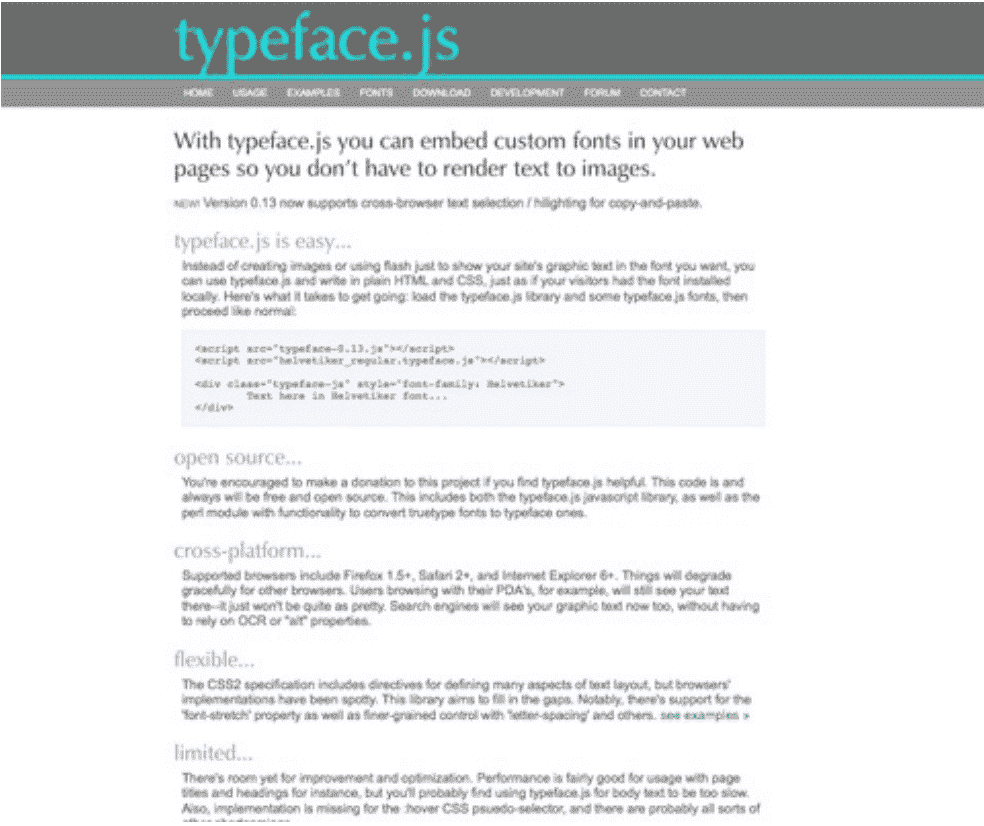 typeface.js
HOME USAGE EXAMPLES FONTS DOWNLOAD DEVELOPMENT FORUM CONTACT
With typeface.js you can embed custom fonts in your web
pages so you don't have to render text to images.
NEW! Version 0.13 now supports cross-browser text selection / hilighting for copy-and-paste.
typeface.js is easy...
Instead of creating images or using flash just to show your site's graphic text in the font you want, you
can use typeface.js and write in plain HTML and CSS, just as if your visitors had the font installed
locally. Here's what it takes to get going: load the typeface.js library and some typeface.js fonts, then
proceed like normal:
<script src="typeface-0.13.js"></script>
<script src="helvetiker_regular.typeface.js"></script>
<div class="typeface-js" style="font-family: Helvetiker">
Text here in Helvetiker font...
</div>
open source...
You're encouraged to make a donation to this project if you find typeface.js helpful. This code is and
always will be free and open source. This includes both the typeface.js javascript library, as well as the
perl module with functionality to convert truetype fonts to typeface ones.
cross-platform...
Supported browsers include Firefox 1.5+, Safari 2+, and Internet Explorer 6+. Things will degrade
gracefully for other browsers. Users browsing with their PDA's, for example, will still see your text
there--it just won't be quite as pretty. Search engines will see your graphic text now too, without having
to rely on OCR or "alt" properties.
flexible...
The CSS2 specification includes directives for defining many aspects of text layout, but browsers'
implementations have been spotty. This library aims to fill in the gaps. Notably, there's support for the
'font-stretch' property as well as finer-grained control with 'letter-spacing' and others. see examples »
limited...
There's room yet for improvement and optimization. Performance is fairly good for usage with page
titles and headings for instance, but you'll probably find using typeface.js for body text to be too slow.
Also, implementation is missing for the :hover CSS psuedo-selector, and there are probably all sorts of